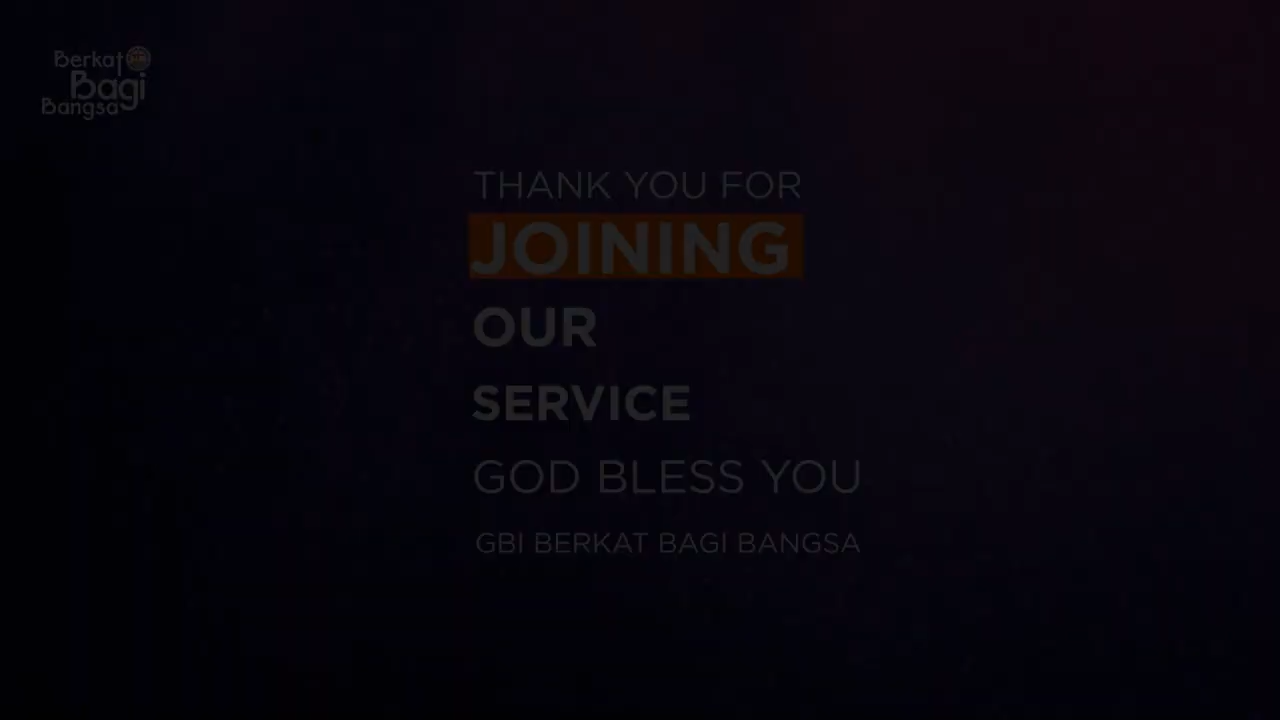 Berkat
Bagi
Bangsa
THANK YOU FOR
JOINING
OUR
SERVICE
GOD BLESS YOU
GBI BERKAT BAGI BANGSA